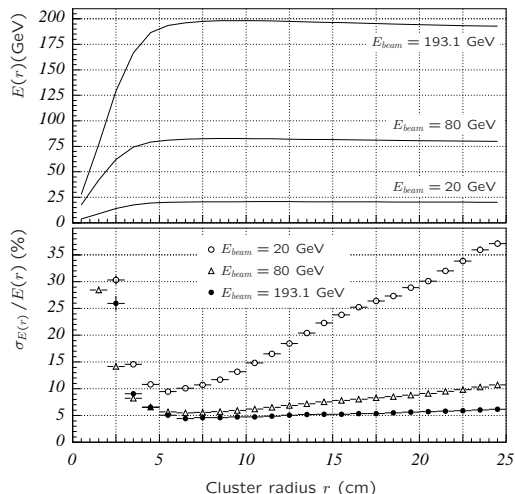 200
175
150
125
100
75
50
25
0
E(r)(GeV)
E_beam = 193.1 GeV
E_beam = 80 GeV
E_beam = 20 GeV
35
30
25
20
15
10
5
0
σ_E(r)/E(r) (%)
E_beam = 20 GeV
E_beam = 80 GeV
E_beam = 193.1 GeV
0 5 10 15 20 25
Cluster radius r (cm)